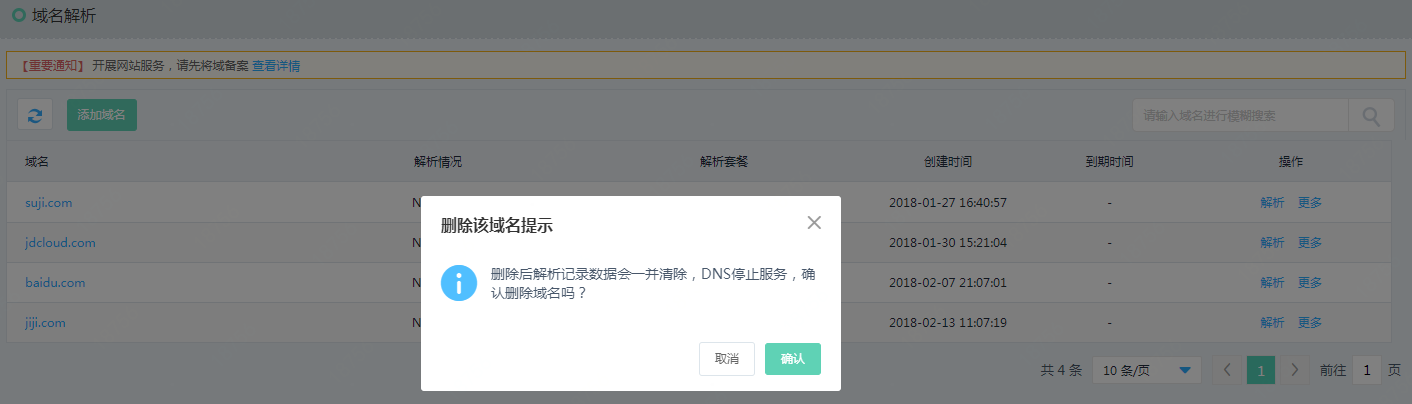 域名解析
【重要通知】 开展网站服务，请先将域备案 查看详情
添加域名
请输入域名进行模糊搜索
域名 解析情况 解析套餐 创建时间 到期时间 操作
suji.com N 2018-01-27 16:40:57 - 解析 更多
jdcloud.com N 2018-01-30 15:21:04 - 解析 更多
baidu.com N 2018-02-07 21:07:01 - 解析 更多
jiji.com N 2018-02-13 11:07:19 - 解析 更多
删除该域名提示
删除后解析记录数据会一并清除，DNS停止服务，确
认删除域名吗？
取消 确认
共 4 条 10 条/页 1 前往 1 页